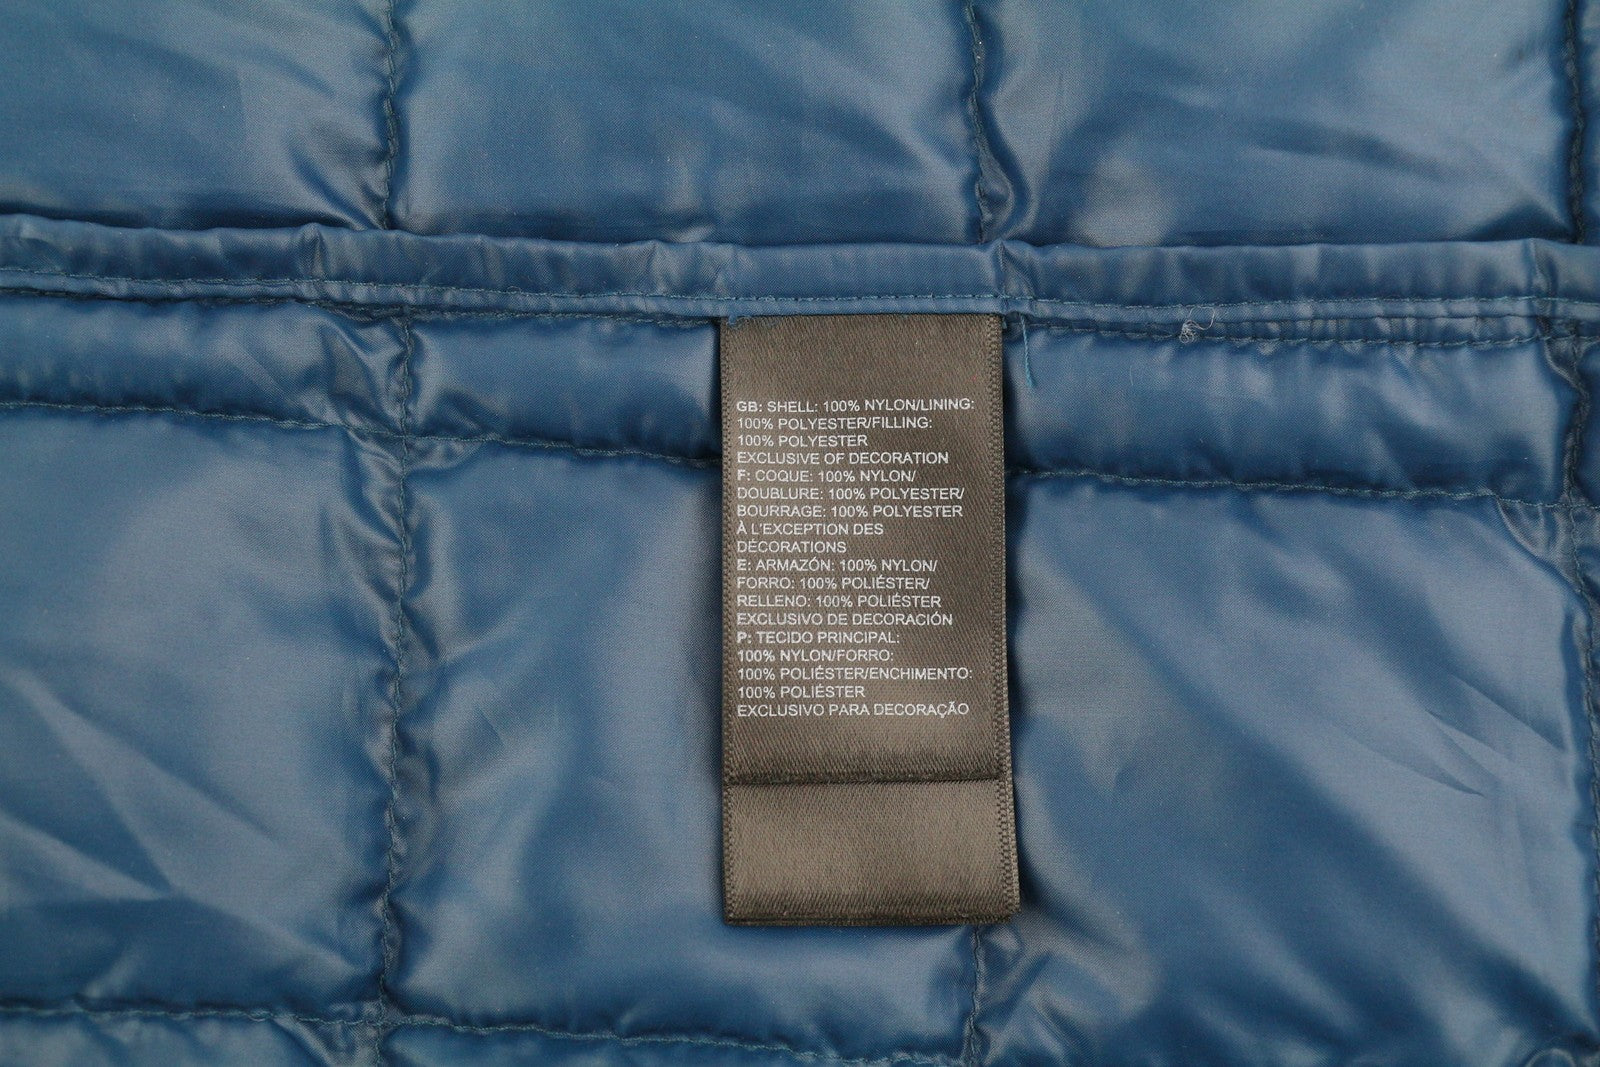 GB: SHELL: 100% NYLON/LINING:
100% POLYESTER/FILLING:
100% POLYESTER
EXCLUSIVE OF DECORATION
F: COQUE: 100% NYLON/
DOUBLURE: 100% POLYESTER/
BOURRAGE: 100% POLYESTER
À L'EXCEPTION DES
DÉCORATIONS
E: ARMAZÓN: 100% NYLON/
FORRO: 100% POLIÉSTER/
RELLENO: 100% POLIÉSTER
EXCLUSIVO DE DECORACIÓN
P: TECIDO PRINCIPAL:
100% NYLON/FORRO:
100% POLIÉSTER/ENCHIMENTO:
100% POLIÉSTER
EXCLUSIVO PARA DECORAÇÃO